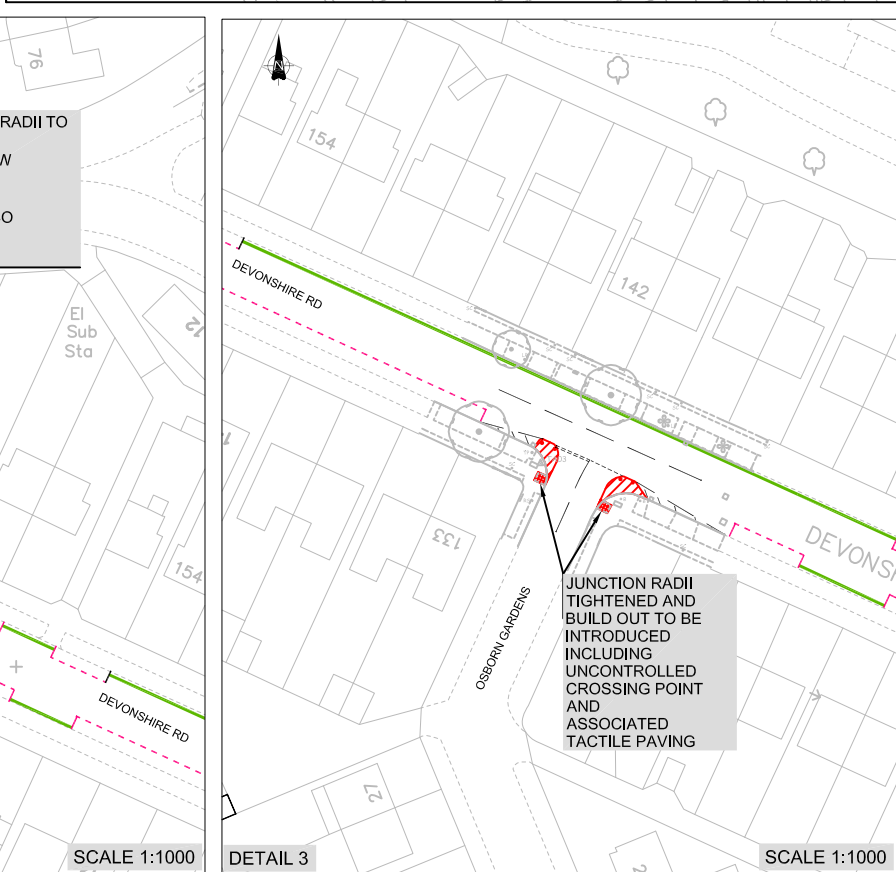 76
RADII TO
W
O
El
Sub
Sta
12
154
DEVONSHIRE RD
SCALE 1:1000
N
154
DEVONSHIRE RD
142
133
DEVONS
OSBORN GARDENS
JUNCTION RADII
TIGHTENED AND
BUILD OUT TO BE
INTRODUCED
INCLUDING
UNCONTROLLED
CROSSING POINT
AND
ASSOCIATED
TACTILE PAVING
27
DETAIL 3
SCALE 1:1000